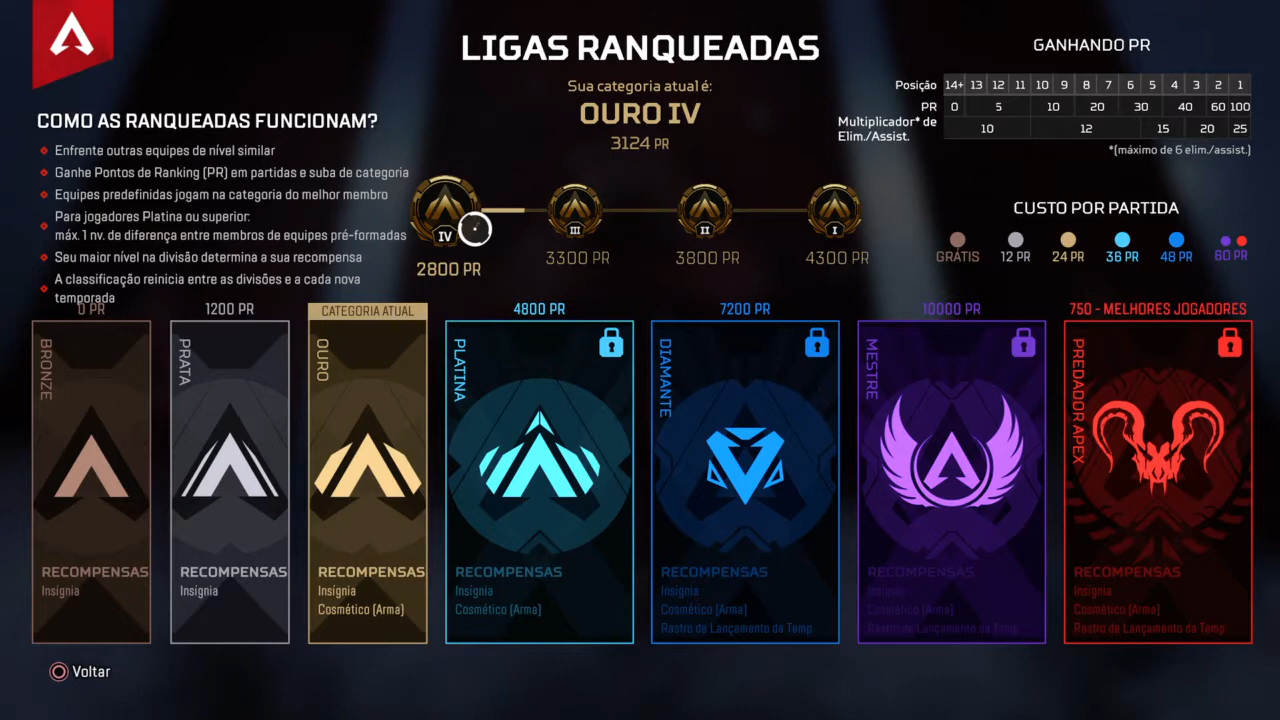 LIGAS RANQUEADAS
Sua categoria atual é:
OURO IV
3124 PR
GANHANDO PR
Posição 14+ 13 12 11 10 9 8 7 6 5 4 3 2 1
PR 0 5 10 20 30 40 60 100
Multiplicador* de
Elim./Assist. 10 12 15 20 25
*(máximo de 6 elim./assist.)
COMO AS RANQUEADAS FUNCIONAM?
Enfrente outras equipes de nível similar
Ganhe Pontos de Ranking (PR) em partidas e suba de categoria
Equipes predefinidas jogam na categoria do melhor membro
Para jogadores Platina ou superior:
máx. 1 nv. de diferença entre membros de equipes pré-formadas
Seu maior nível na divisão determina a sua recompensa
A classificação reinicia entre as divisões e a cada nova
temporada
IV III II I
2800 PR 3300 PR 3800 PR 4300 PR
CUSTO POR PARTIDA
GRÁTIS 12 PR 24 PR 36 PR 48 PR 60 PR
0 PR 1200 PR CATEGORIA ATUAL 4800 PR 7200 PR 10000 PR 750 - MELHORES JOGADORES
BRONZE
RECOMPENSAS
Insígnia
PRATA
RECOMPENSAS
Insígnia
OURO
RECOMPENSAS
Insígnia
Cosmético (Arma)
PLATINA
RECOMPENSAS
Insígnia
Cosmético (Arma)
DIAMANTE
RECOMPENSAS
Insígnia
Cosmético (Arma)
Rastro de Lançamento da Temp
MESTRE
RECOMPENSAS
Insígnia
Cosmético (Arma)
Rastro de Lançamento da Temp
PREDADOR APEX
RECOMPENSAS
Insígnia
Cosmético (Arma)
Rastro de Lançamento da Temp
Voltar